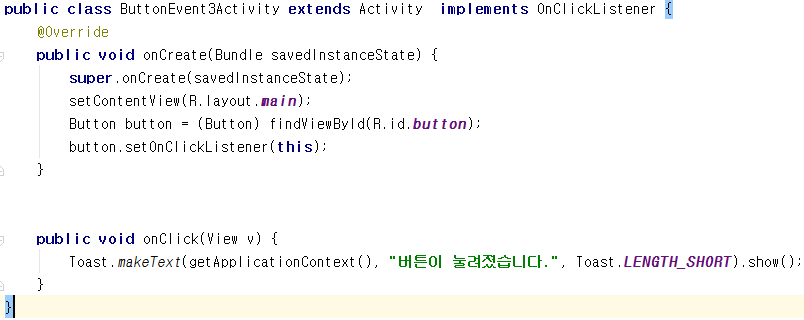 public class ButtonEvent3Activity extends Activity  implements OnClickListener {
    @Override
    public void onCreate(Bundle savedInstanceState) {
        super.onCreate(savedInstanceState);
        setContentView(R.layout.main);
        Button button = (Button) findViewById(R.id.button);
        button.setOnClickListener(this);
    }
    public void onClick(View v) {
        Toast.makeText(getApplicationContext(), "버튼이 눌려졌습니다.", Toast.LENGTH_SHORT).show();
    }
}